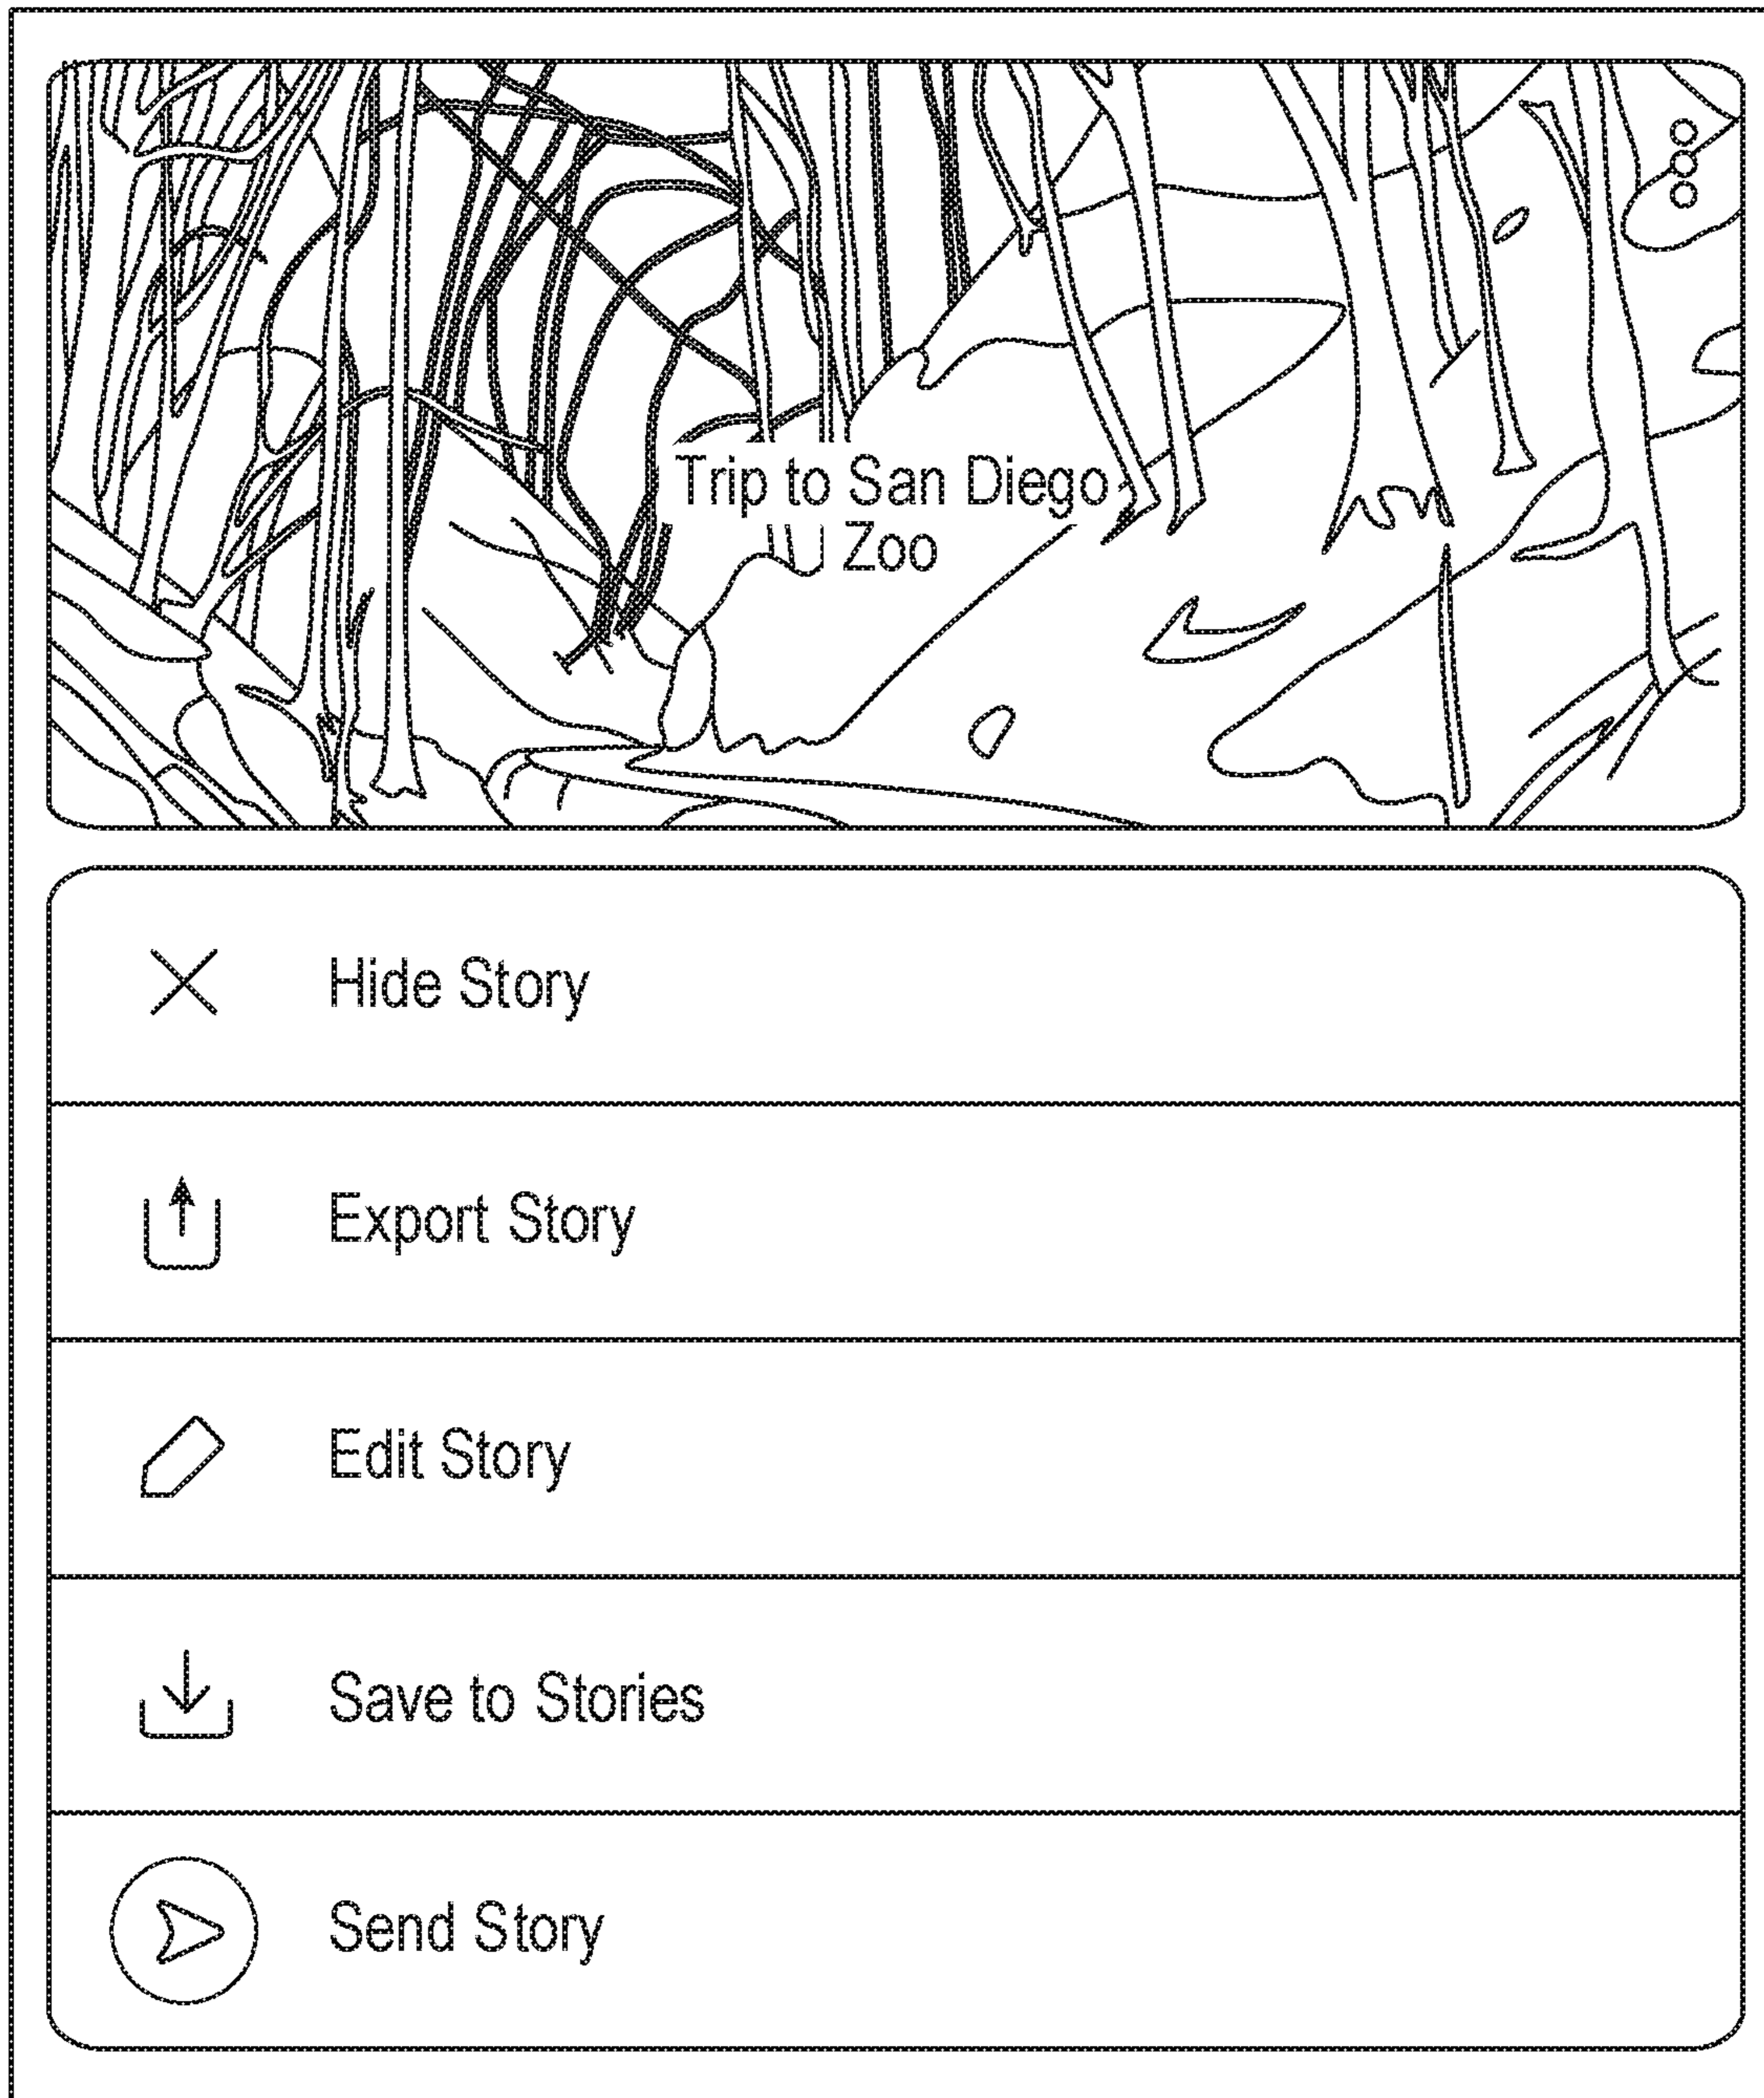 Trip to San Diego
Zoo
Hide Story
Export Story
Edit Story
Save to Stories
Send Story